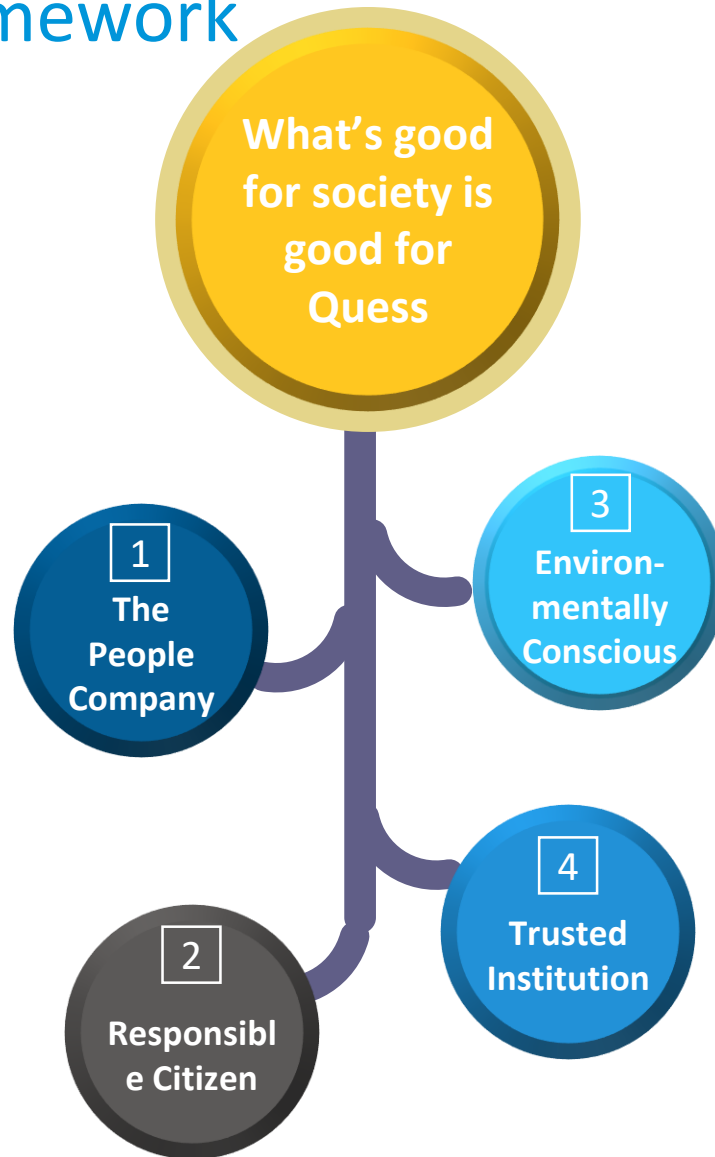 mework
What's good
for society is
good for
Quess
1
The
People
Company
2
Responsibl
e Citizen
3
Environ-
mentally
Conscious
4
Trusted
Institution